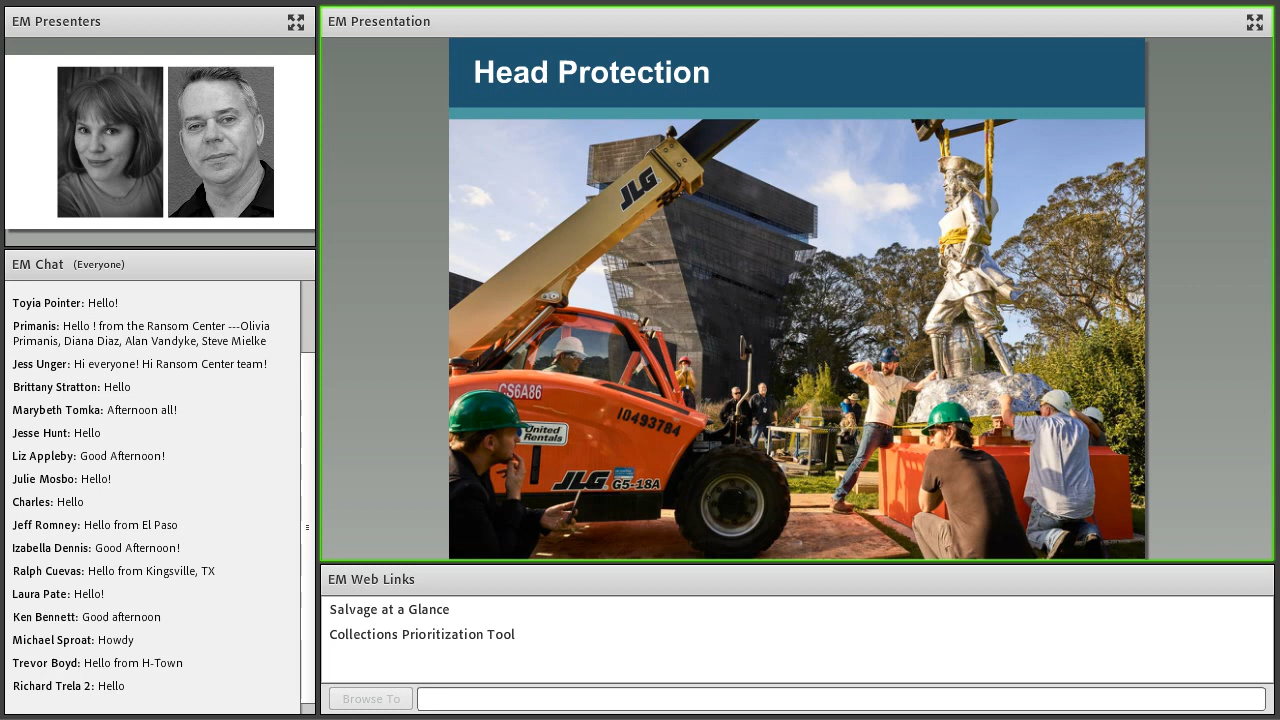 EM Presenters
EM Chat (Everyone)
Toyia Pointer: Hello!
Primanis: Hello ! from the Ransom Center ---Olivia
Primanis, Diana Diaz, Alan Vandyke, Steve Mielke
Jess Unger: Hi everyone! Hi Ransom Center team!
Brittany Stratton: Hello
Marybeth Tomka: Afternoon all!
Jesse Hunt: Hello
Liz Appleby: Good Afternoon!
Julie Mosbo: Hello!
Charles: Hello
Jeff Romney: Hello from El Paso
Izabella Dennis: Good Afternoon!
Ralph Cuevas: Hello from Kingsville, TX
Laura Pate: Hello!
Ken Bennett: Good afternoon
Michael Sproat: Howdy
Trevor Boyd: Hello from H-Town
Richard Trela 2: Hello
EM Presentation
Head Protection
JLG
CS6A86
10493784
United
Rentals
JLG G5-18A
EM Web Links
Salvage at a Glance
Collections Prioritization Tool
Browse To